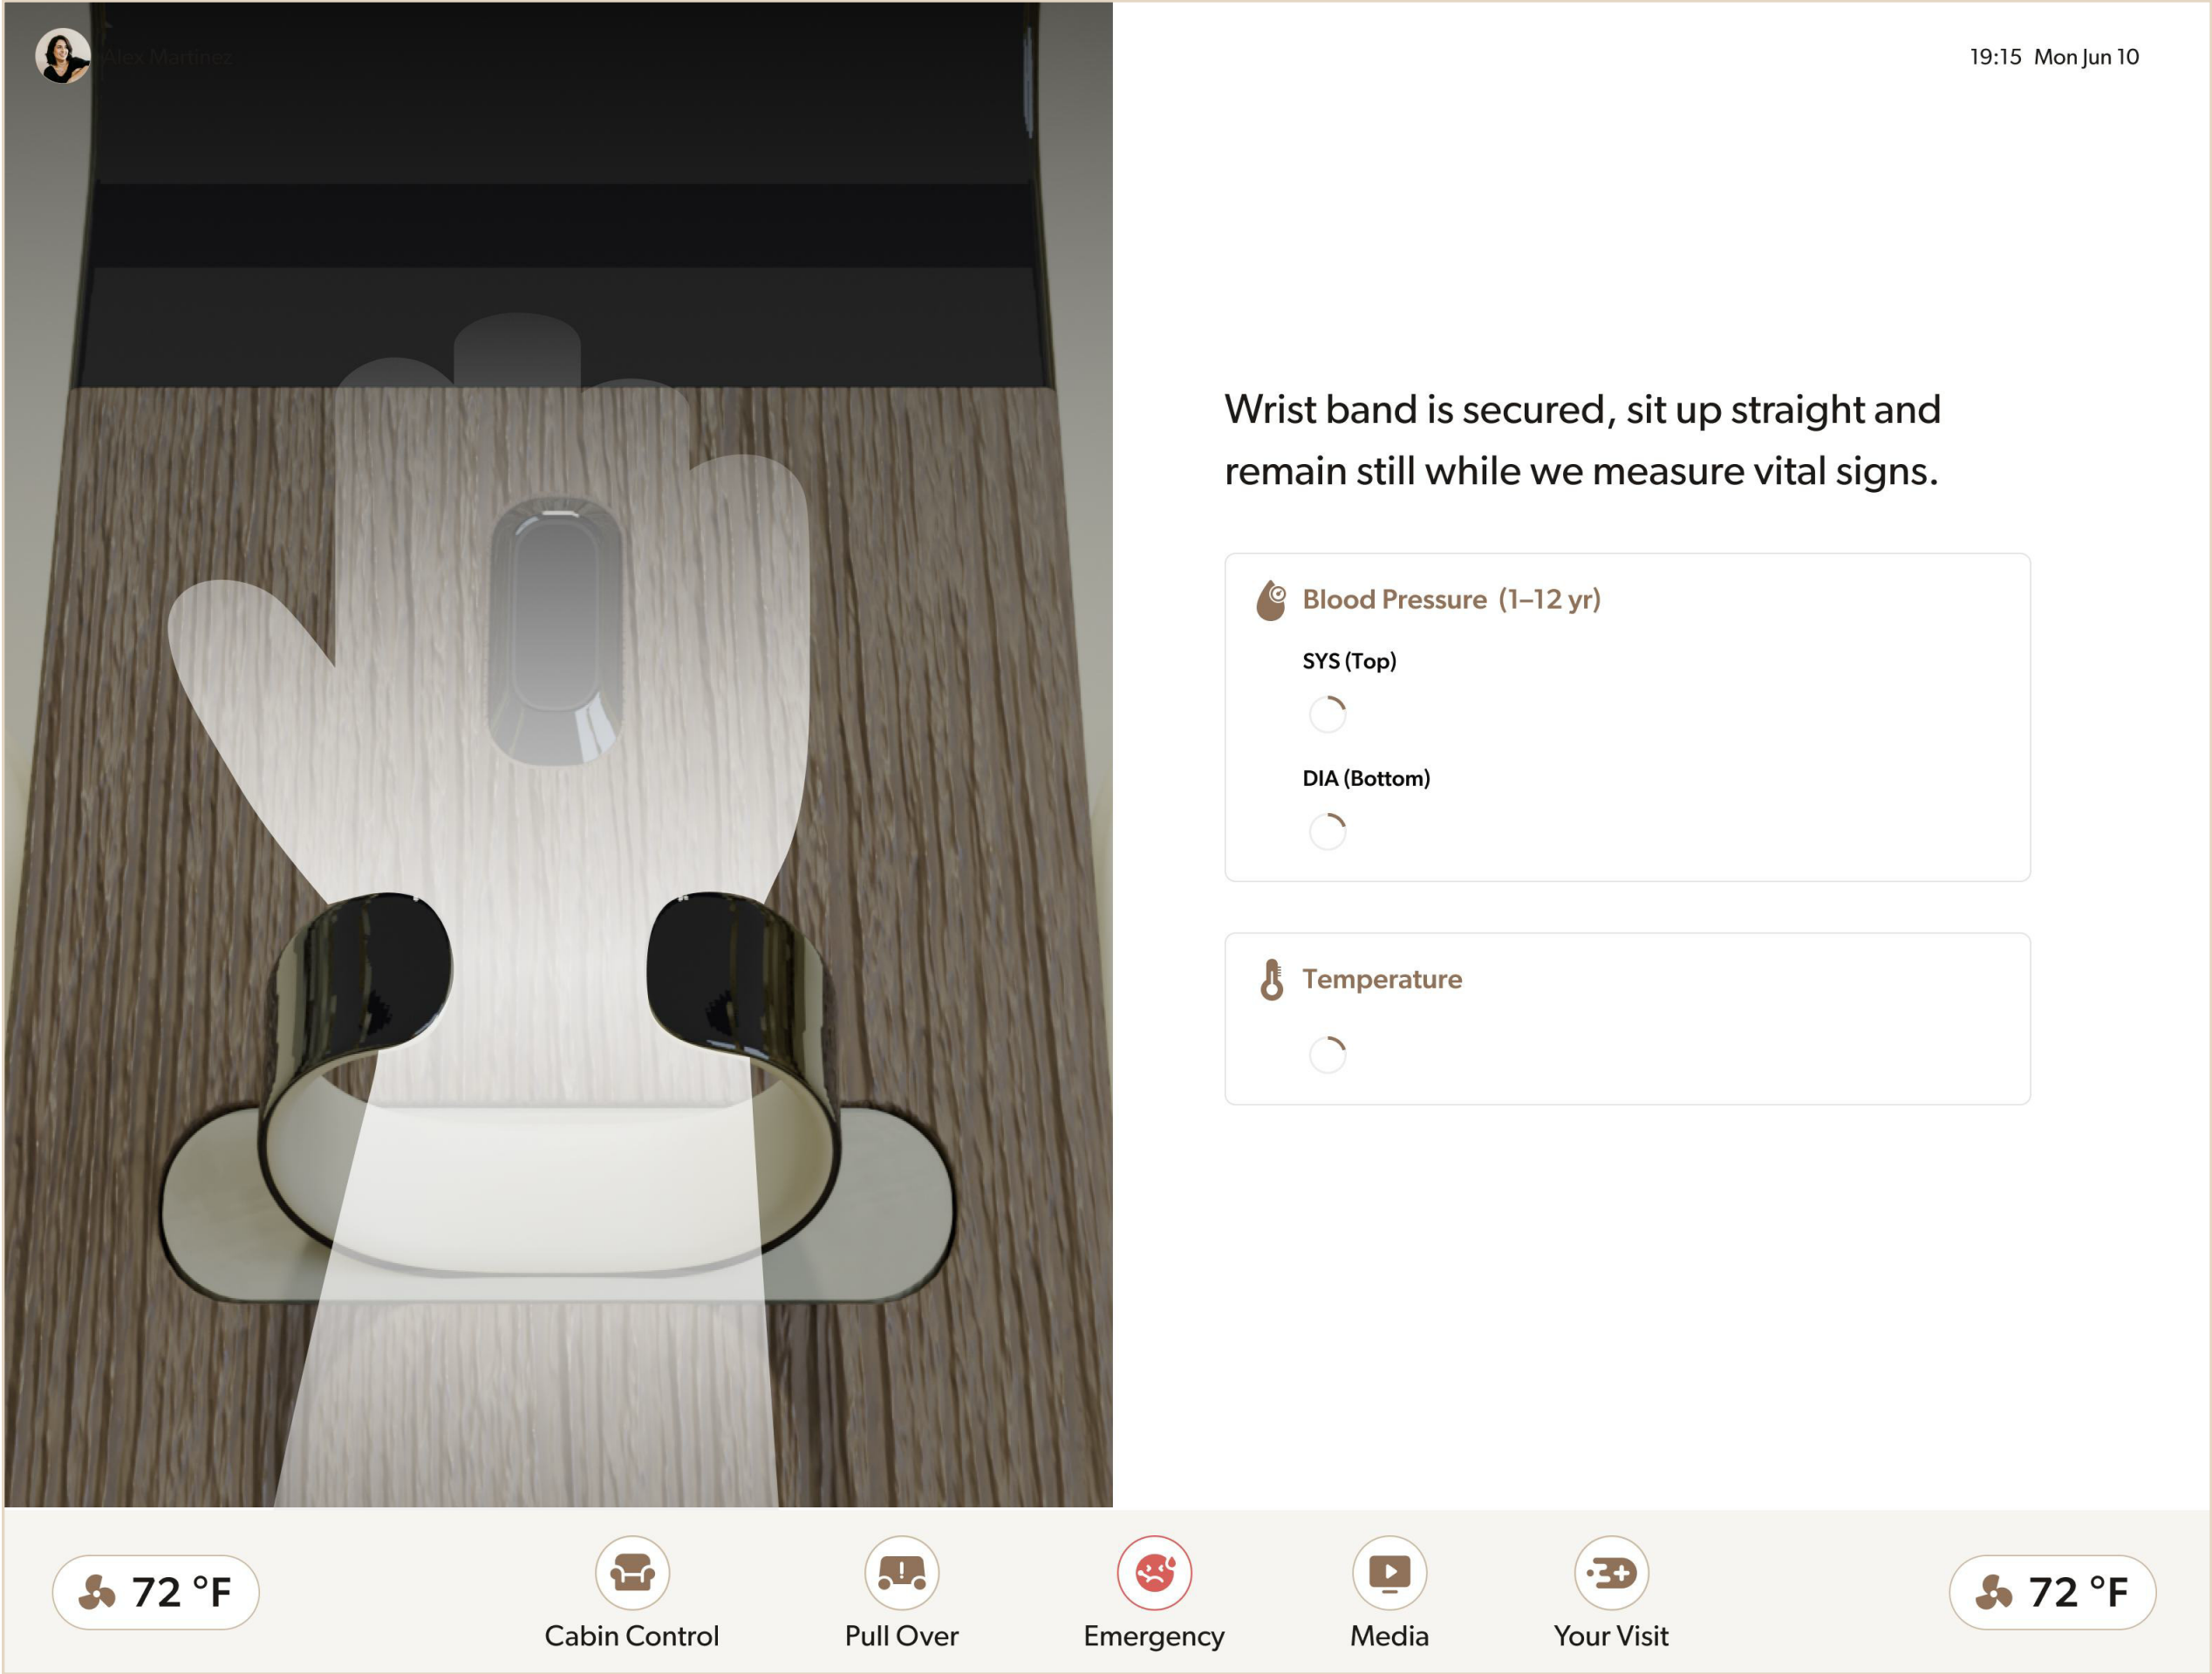 Alex Martinez
19:15 Mon Jun 10
Wrist band is secured, sit up straight and
remain still while we measure vital signs.
Blood Pressure (1–12 yr)
SYS (Top)
DIA (Bottom)
Temperature
72 °F
Cabin Control
Pull Over
Emergency
Media
Your Visit
72 °F